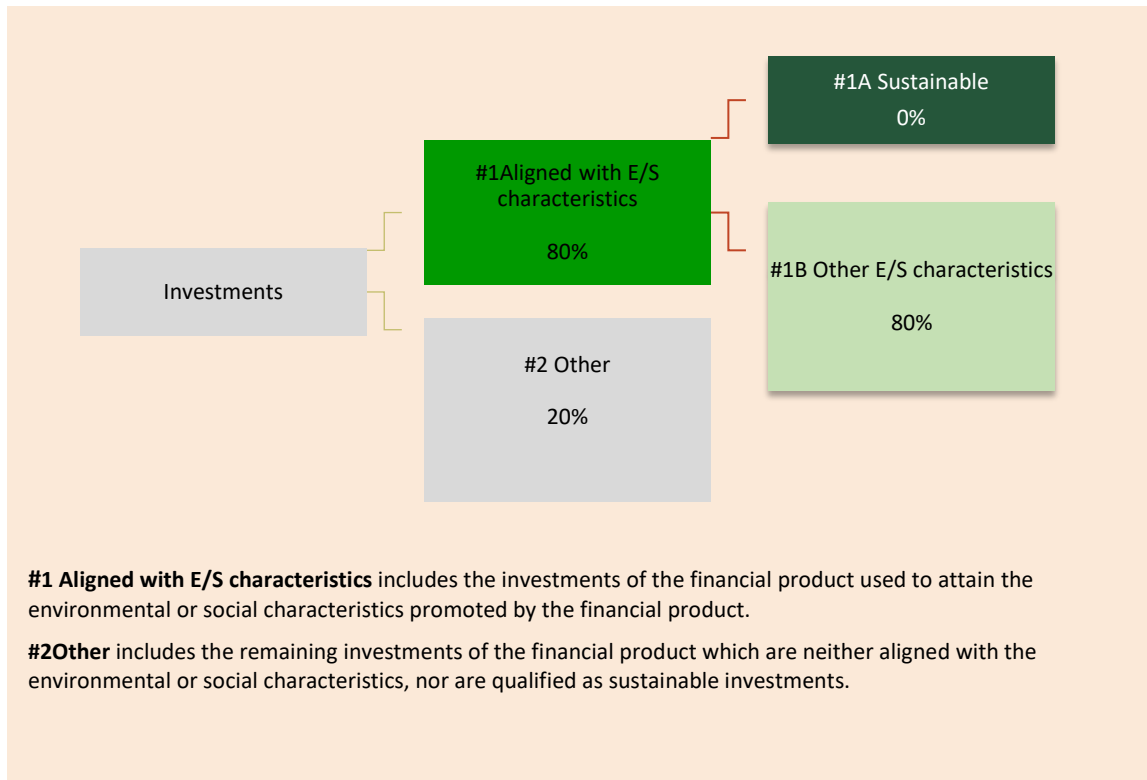 #1A Sustainable
0%
#1Aligned with E/S
characteristics
80%
#1B Other E/S characteristics
80%
Investments
#2 Other
20%
#1 Aligned with E/S characteristics includes the investments of the financial product used to attain the
environmental or social characteristics promoted by the financial product.
#2Other includes the remaining investments of the financial product which are neither aligned with the
environmental or social characteristics, nor are qualified as sustainable investments.